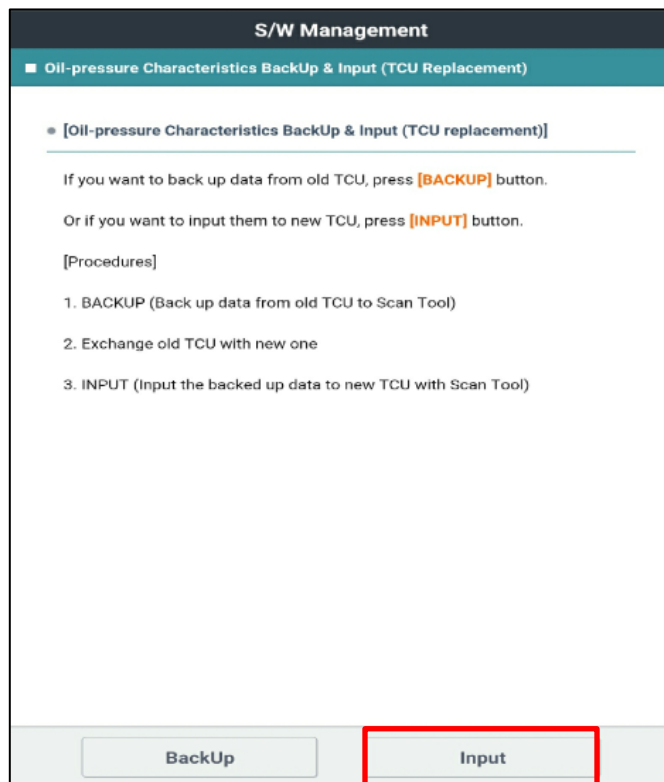 S/W Management
Oil-pressure Characteristics BackUp & Input (TCU Replacement)
[Oil-pressure Characteristics BackUp & Input (TCU replacement)]
If you want to back up data from old TCU, press [BACKUP] button.
Or if you want to input them to new TCU, press [INPUT] button.
[Procedures]
1. BACKUP (Back up data from old TCU to Scan Tool)
2. Exchange old TCU with new one
3. INPUT (Input the backed up data to new TCU with Scan Tool)
BackUp
Input